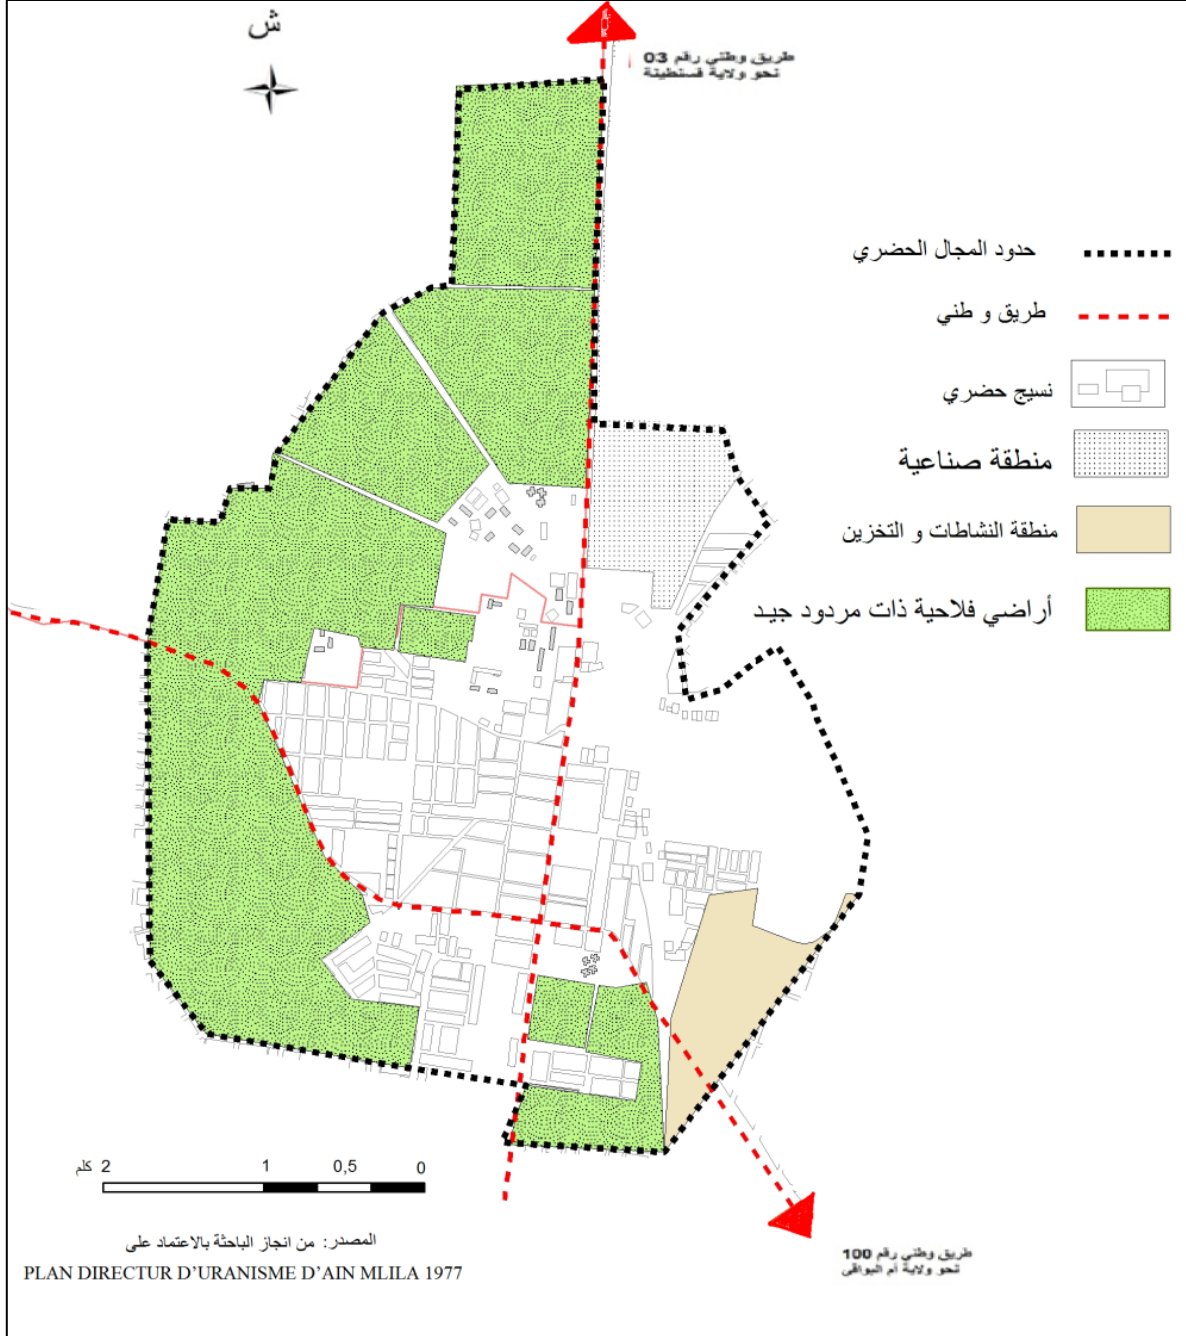 ش
طريق وطني رقم 03
نحو ولاية قسنطينة
حدود المجال الحضري
طريق و طني
نسيج حضري
منطقة صناعية
منطقة النشاطات و التخزين
أراضي فلاحية ذات مردود جيد
0 0,5 1 2 كلم
المصدر: من انجاز الباحثة بالاعتماد على
PLAN DIRECTUR D'URANISME D'AIN MLILA 1977
طريق وطني رقم 100
نحو ولاية أم البواقي